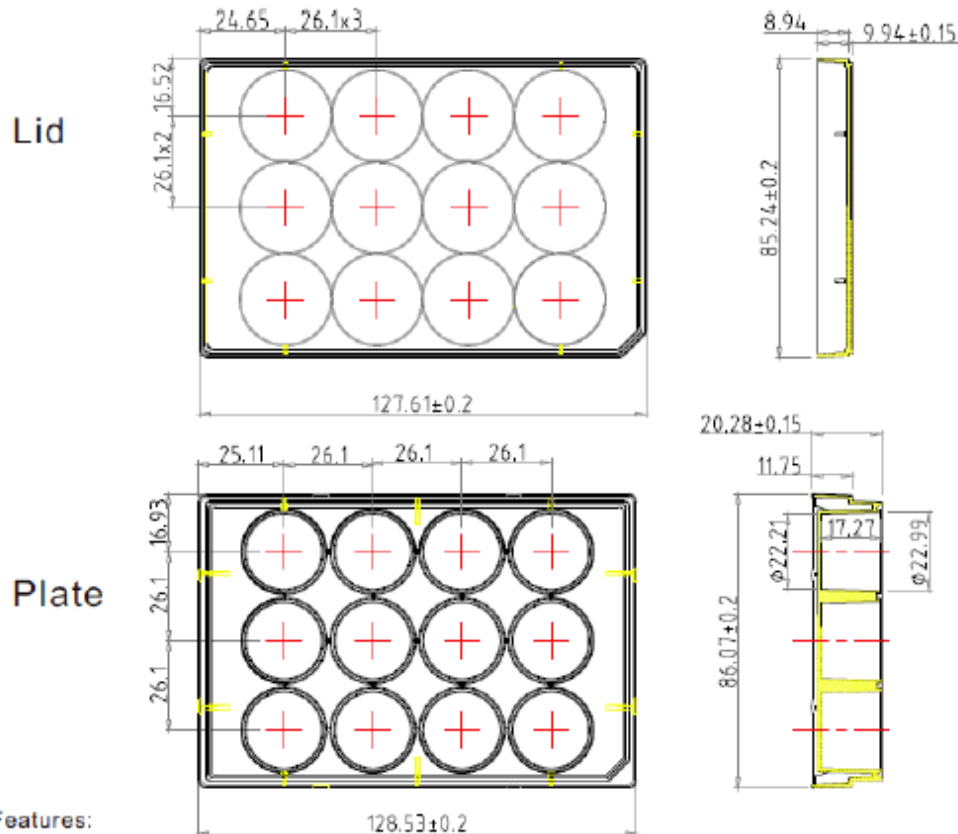 24.65
26.1x3
8.94
9.94±0.15
16.52
26.1x2
Lid
85.24±0.2
127.61±0.2
20.28±0.15
25.11
26.1
26.1
26.1
11.75
16.93
26.1
26.1
Plate
ϕ22.21
17.27
ϕ22.99
86.07±0.2
Features:
128.53±0.2